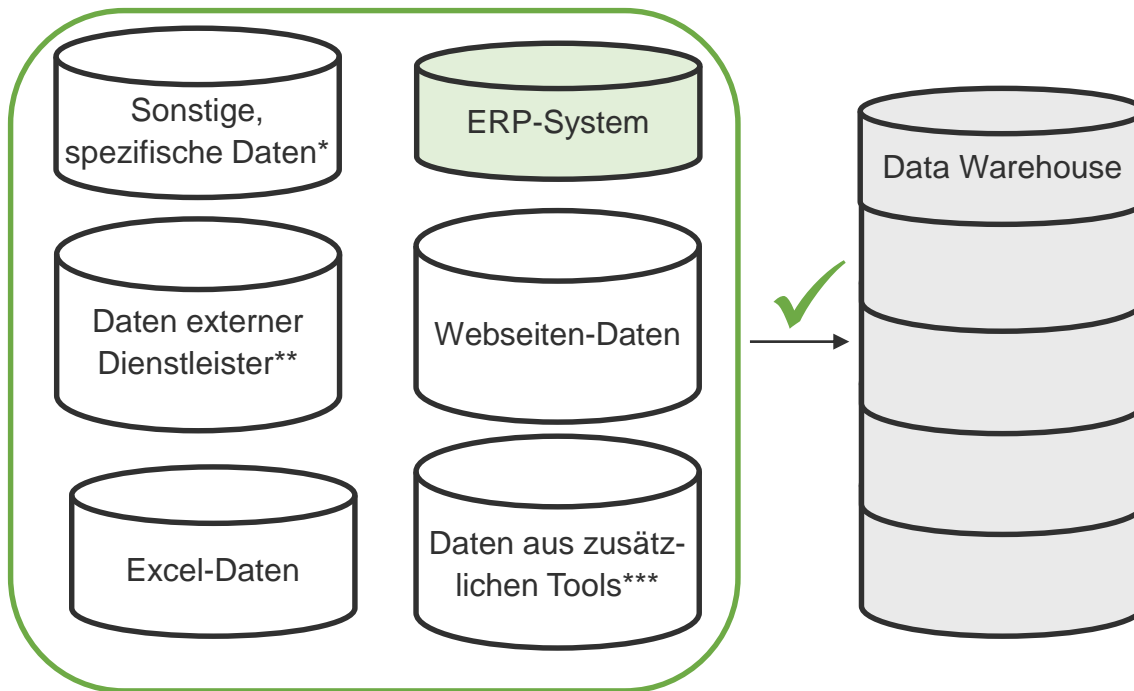 Sonstige,
spezifische Daten*
ERP-System
Data Warehouse
Daten externer
Dienstleister**
Webseiten-Daten
Excel-Daten
Daten aus zusätz-
lichen Tools***